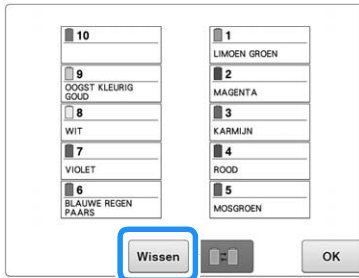 10
9
OOGST KLEURIG
GOUD
8
WIT
7
VIOLET
6
BLAUWE REGEN
PAARS
1
LIMOEN GROEN
2
MAGENTA
3
KARMIJN
4
ROOD
5
MOSGROEN
Wissen
OK